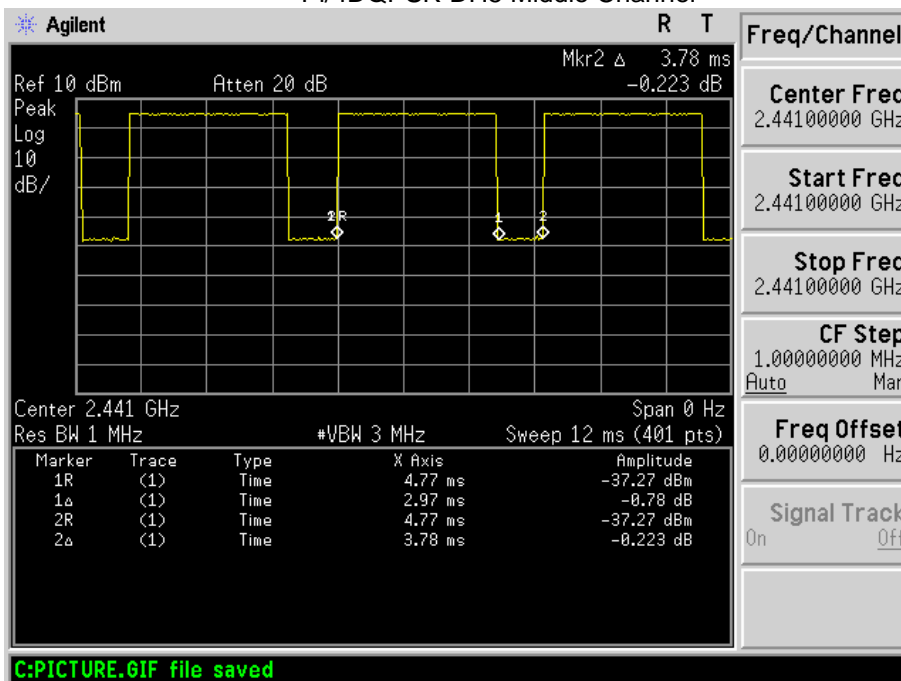 Agilent
R T
Freq/Channel
Mkr2 Δ 3.78 ms
Ref 10 dBm Atten 20 dB -0.223 dB
Peak
Log
10
dB/
2R
1
2
Center 2.441 GHz Span 0 Hz
Res BW 1 MHz #VBW 3 MHz Sweep 12 ms (401 pts)
Marker Trace Type X Axis Amplitude
1R (1) Time 4.77 ms -37.27 dBm
1Δ (1) Time 2.97 ms -0.78 dB
2R (1) Time 4.77 ms -37.27 dBm
2Δ (1) Time 3.78 ms -0.223 dB
Center Freq
2.44100000 GHz
Start Freq
2.44100000 GHz
Stop Freq
2.44100000 GHz
CF Step
1.00000000 MHz
Auto Man
Freq Offset
0.00000000 Hz
Signal Track
On Off
C:PICTURE.GIF file saved